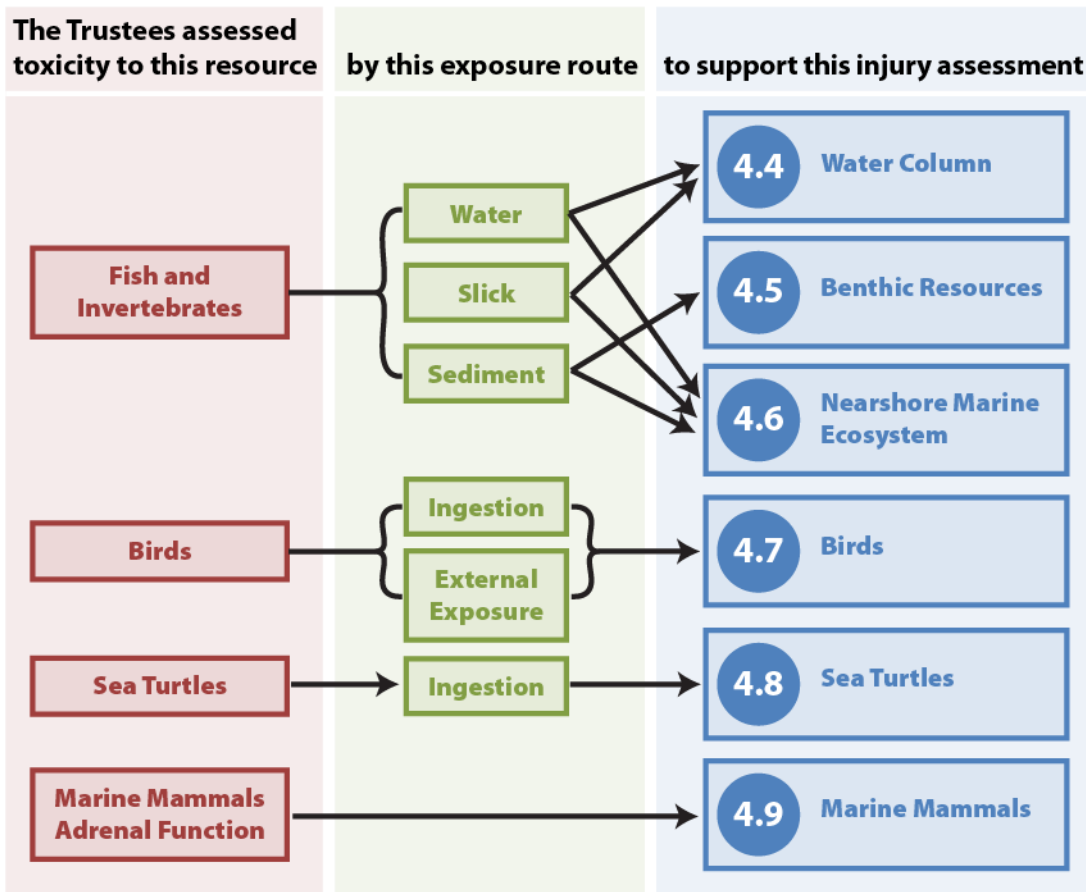 The Trustees assessed
toxicity to this resource
by this exposure route
to support this injury assessment
Fish and
Invertebrates
Water
Slick
Sediment
4.4
Water Column
4.5
Benthic Resources
4.6
Nearshore Marine
Ecosystem
Birds
Ingestion
External
Exposure
4.7
Birds
Sea Turtles
Ingestion
4.8
Sea Turtles
Marine Mammals
Adrenal Function
4.9
Marine Mammals